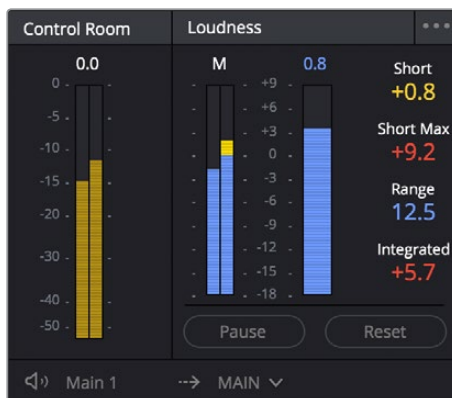 Control Room
Loudness
0.0
M
0.8
0
-5
-10
-15
-20
-30
-40
-50
+9
+6
+3
0
-3
-6
-9
-12
-15
-18
Short
+0.8
Short Max
+9.2
Range
12.5
Integrated
+5.7
Pause
Reset
Main 1
MAIN